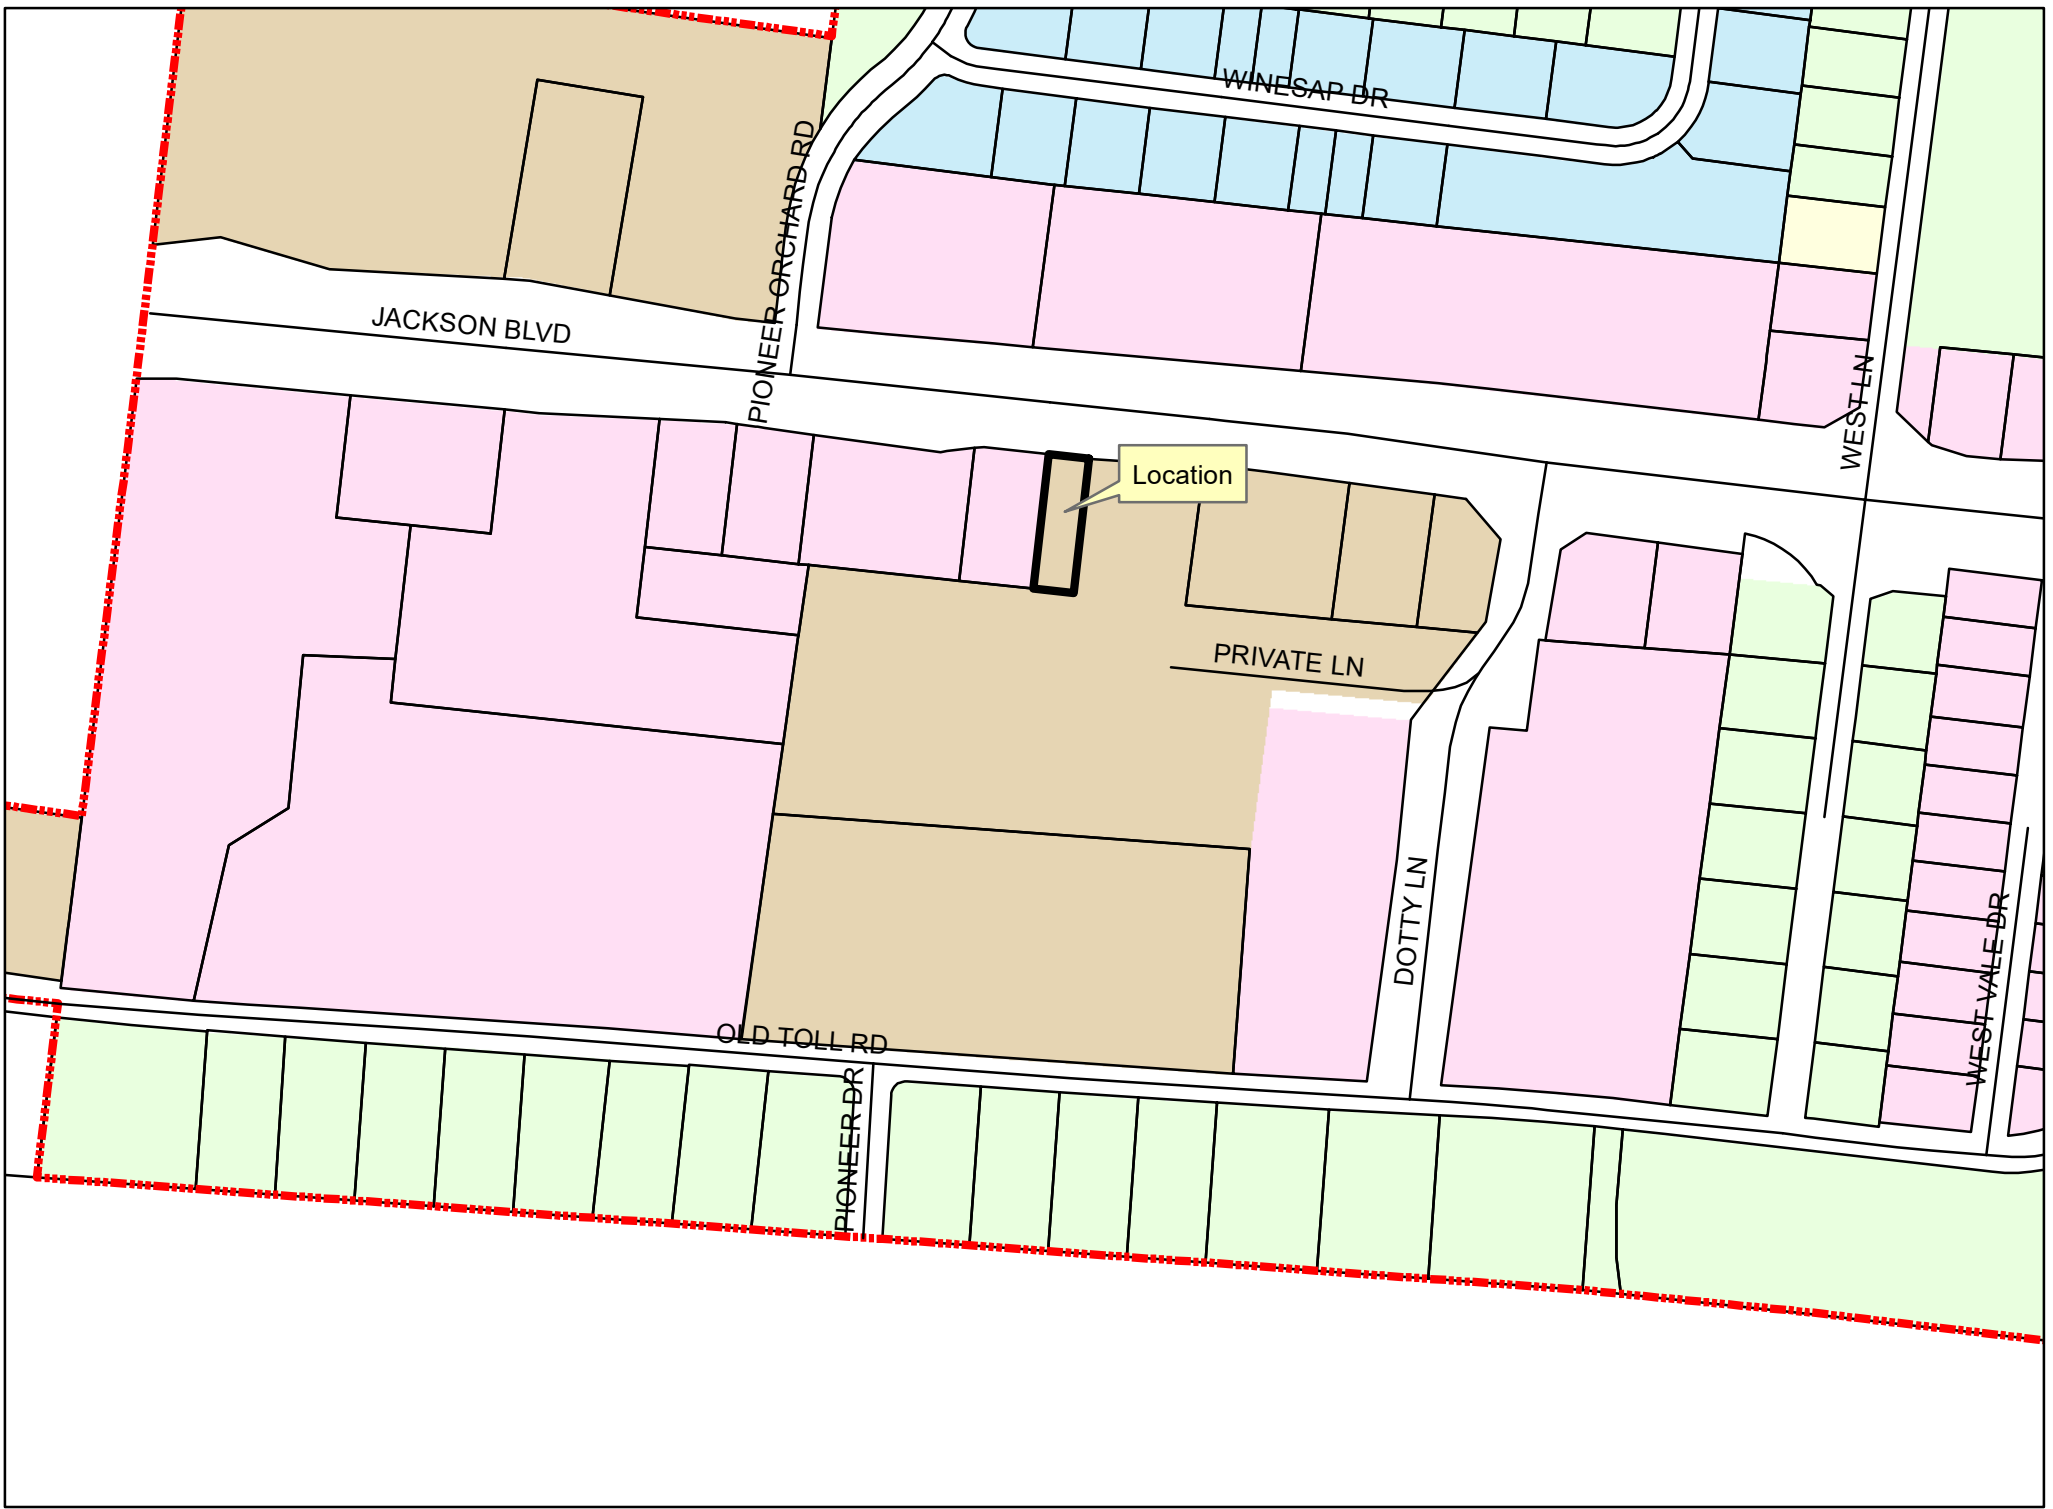 WINESAP DR
PIONEER ORCHARD RD
JACKSON BLVD
WEST LN
Location
PRIVATE LN
DOTTY LN
WEST VALE DR
OLD TOLL RD
PIONEER DR